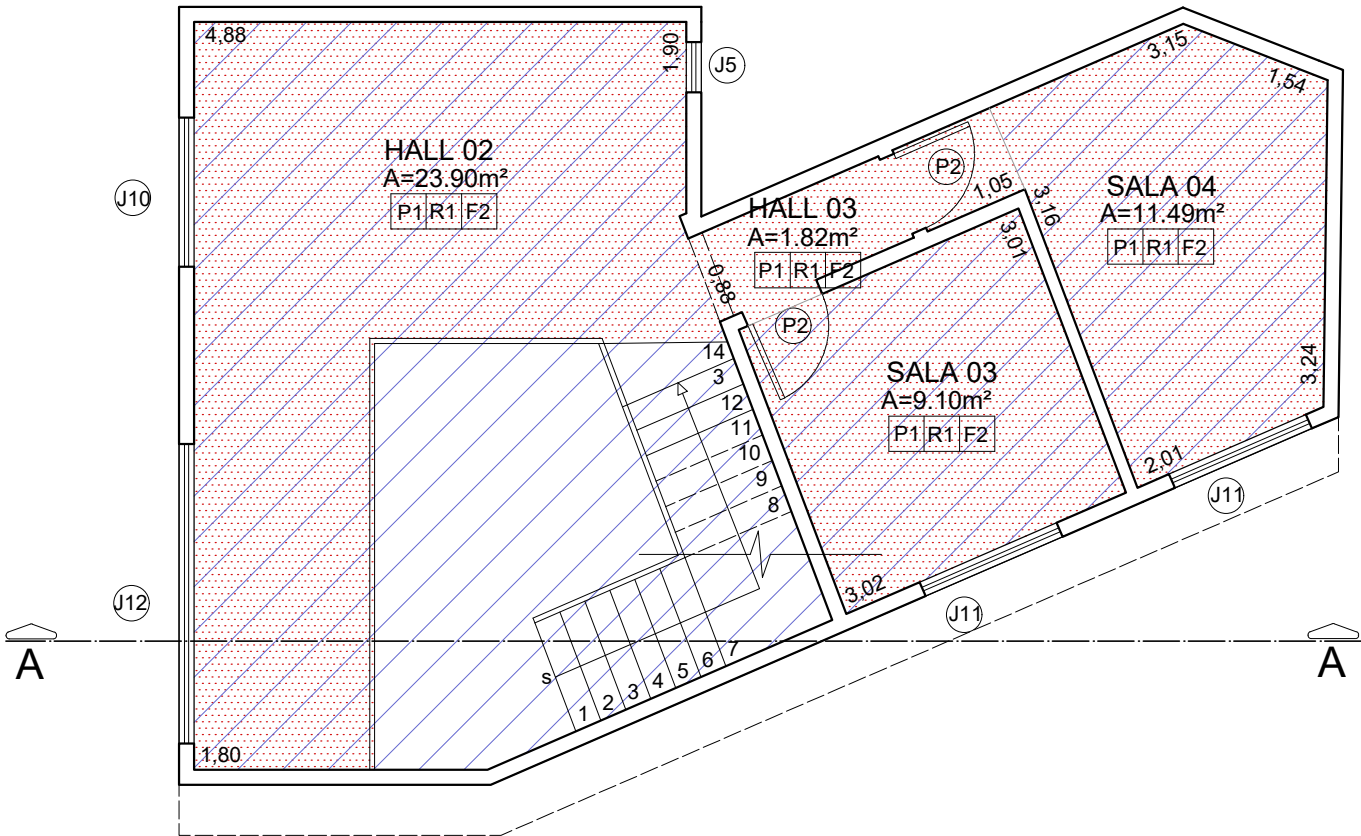 4,88
1,90
J5
3,15
1,54
HALL 02
A=23.90m²
P1 R1 F2
J10
P2
1,05
3,16
SALA 04
A=11.49m²
P1 R1 F2
HALL 03
A=1.82m²
P1 R1 F2
3,01
0,88
P2
14
3
12
11
10
9
8
SALA 03
A=9.10m²
P1 R1 F2
3,24
2,01
J11
3,02
J11
J12
A
A
s
1
2
3
4
5
6
7
1,80